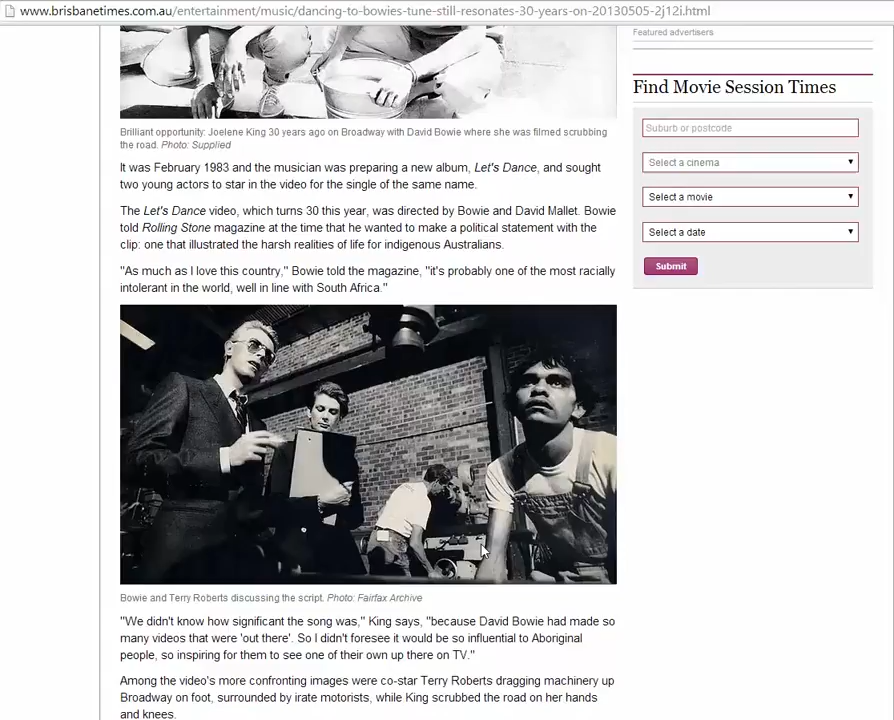 www.brisbanetimes.com.au/entertainment/music/dancing-to-bowies-tune-still-resonates-30-years-on-20130505-2j12i.html
Featured advertisers
Find Movie Session Times
Suburb or postcode
Select a cinema
Select a movie
Select a date
Submit
Brilliant opportunity: Joelene King 30 years ago on Broadway with David Bowie where she was filmed scrubbing
the road. Photo: Supplied
It was February 1983 and the musician was preparing a new album, Let's Dance, and sought
two young actors to star in the video for the single of the same name.
The Let's Dance video, which turns 30 this year, was directed by Bowie and David Mallet. Bowie
told Rolling Stone magazine at the time that he wanted to make a political statement with the
clip: one that illustrated the harsh realities of life for indigenous Australians.
"As much as I love this country," Bowie told the magazine, "it's probably one of the most racially
intolerant in the world, well in line with South Africa."
Bowie and Terry Roberts discussing the script. Photo: Fairfax Archive
"We didn't know how significant the song was," King says, "because David Bowie had made so
many videos that were 'out there'. So I didn't foresee it would be so influential to Aboriginal
people, so inspiring for them to see one of their own up there on TV."
Among the video's more confronting images were co-star Terry Roberts dragging machinery up
Broadway on foot, surrounded by irate motorists, while King scrubbed the road on her hands
and knees.